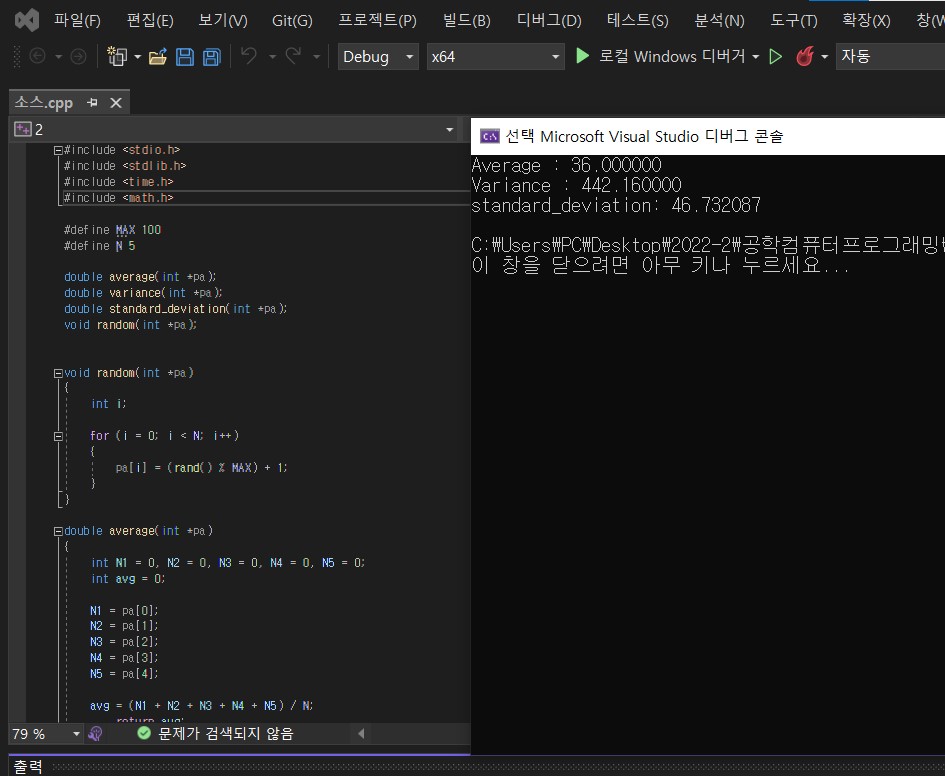 파일(F) 편집(E) 보기(V) Git(G) 프로젝트(P) 빌드(B) 디버그(D) 테스트(S) 분석(N) 도구(T) 확장(X)
Debug x64 로컬 Windows 디버거 자동
소스.cpp
2
#include <stdio.h>
#include <stdlib.h>
#include <time.h>
#include <math.h>
#define MAX 100
#define N 5
double average(int *pa);
double variance(int *pa);
double standard_deviation(int *pa);
void random(int *pa);
void random(int *pa)
{
int i;
for (i = 0; i < N; i++)
{
pa[i] = (rand() % MAX) + 1;
}
}
double average(int *pa)
{
int N1 = 0, N2 = 0, N3 = 0, N4 = 0, N5 = 0;
int avg = 0;
N1 = pa[0];
N2 = pa[1];
N3 = pa[2];
N4 = pa[3];
N5 = pa[4];
avg = (N1 + N2 + N3 + N4 + N5) / N;
return avg;
79 % 문제가 검색되지 않음
출력
선택 Microsoft Visual Studio 디버그 콘솔
Average : 36.000000
Variance : 442.160000
standard_deviation: 46.732087
C:₩Users₩PC₩Desktop₩2022-2₩공학컴퓨터프로그래밍₩
이 창을 닫으려면 아무 키나 누르세요...